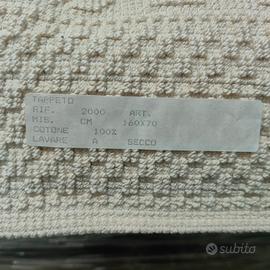 TAPPETO
RIF. 2000 ART.
MIS. CM 160X70
COTONE 100%
LAVARE A SECCO
subito